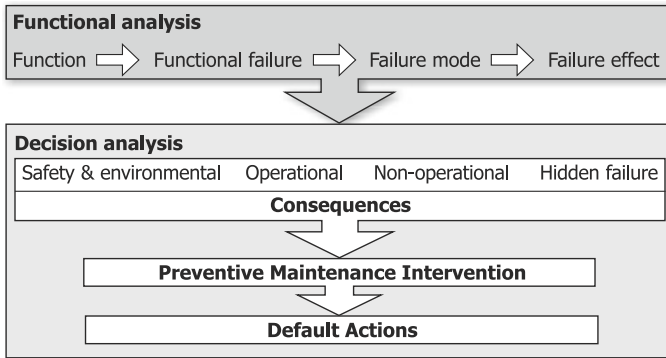 Functional analysis
Function Functional failure Failure mode Failure effect
Decision analysis
Safety & environmental Operational Non-operational Hidden failure
Consequences
Preventive Maintenance Intervention
Default Actions